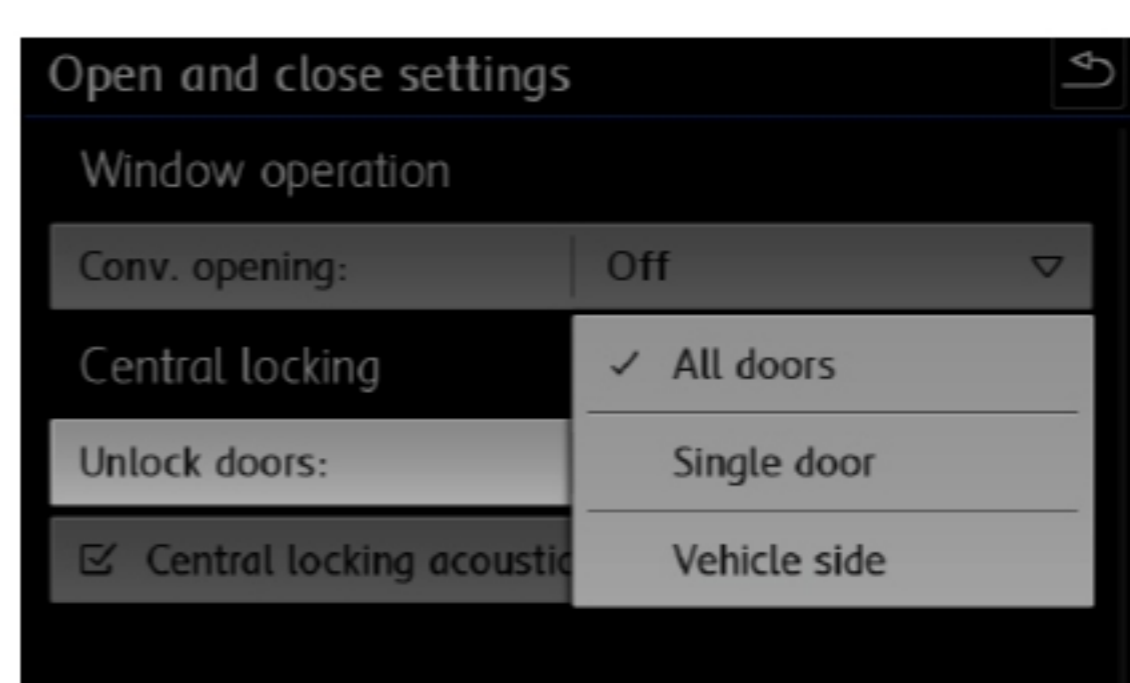 Open and close settings
Window operation
Conv. opening:
Off
Central locking
All doors
Unlock doors:
Single door
Central locking acoustic
Vehicle side